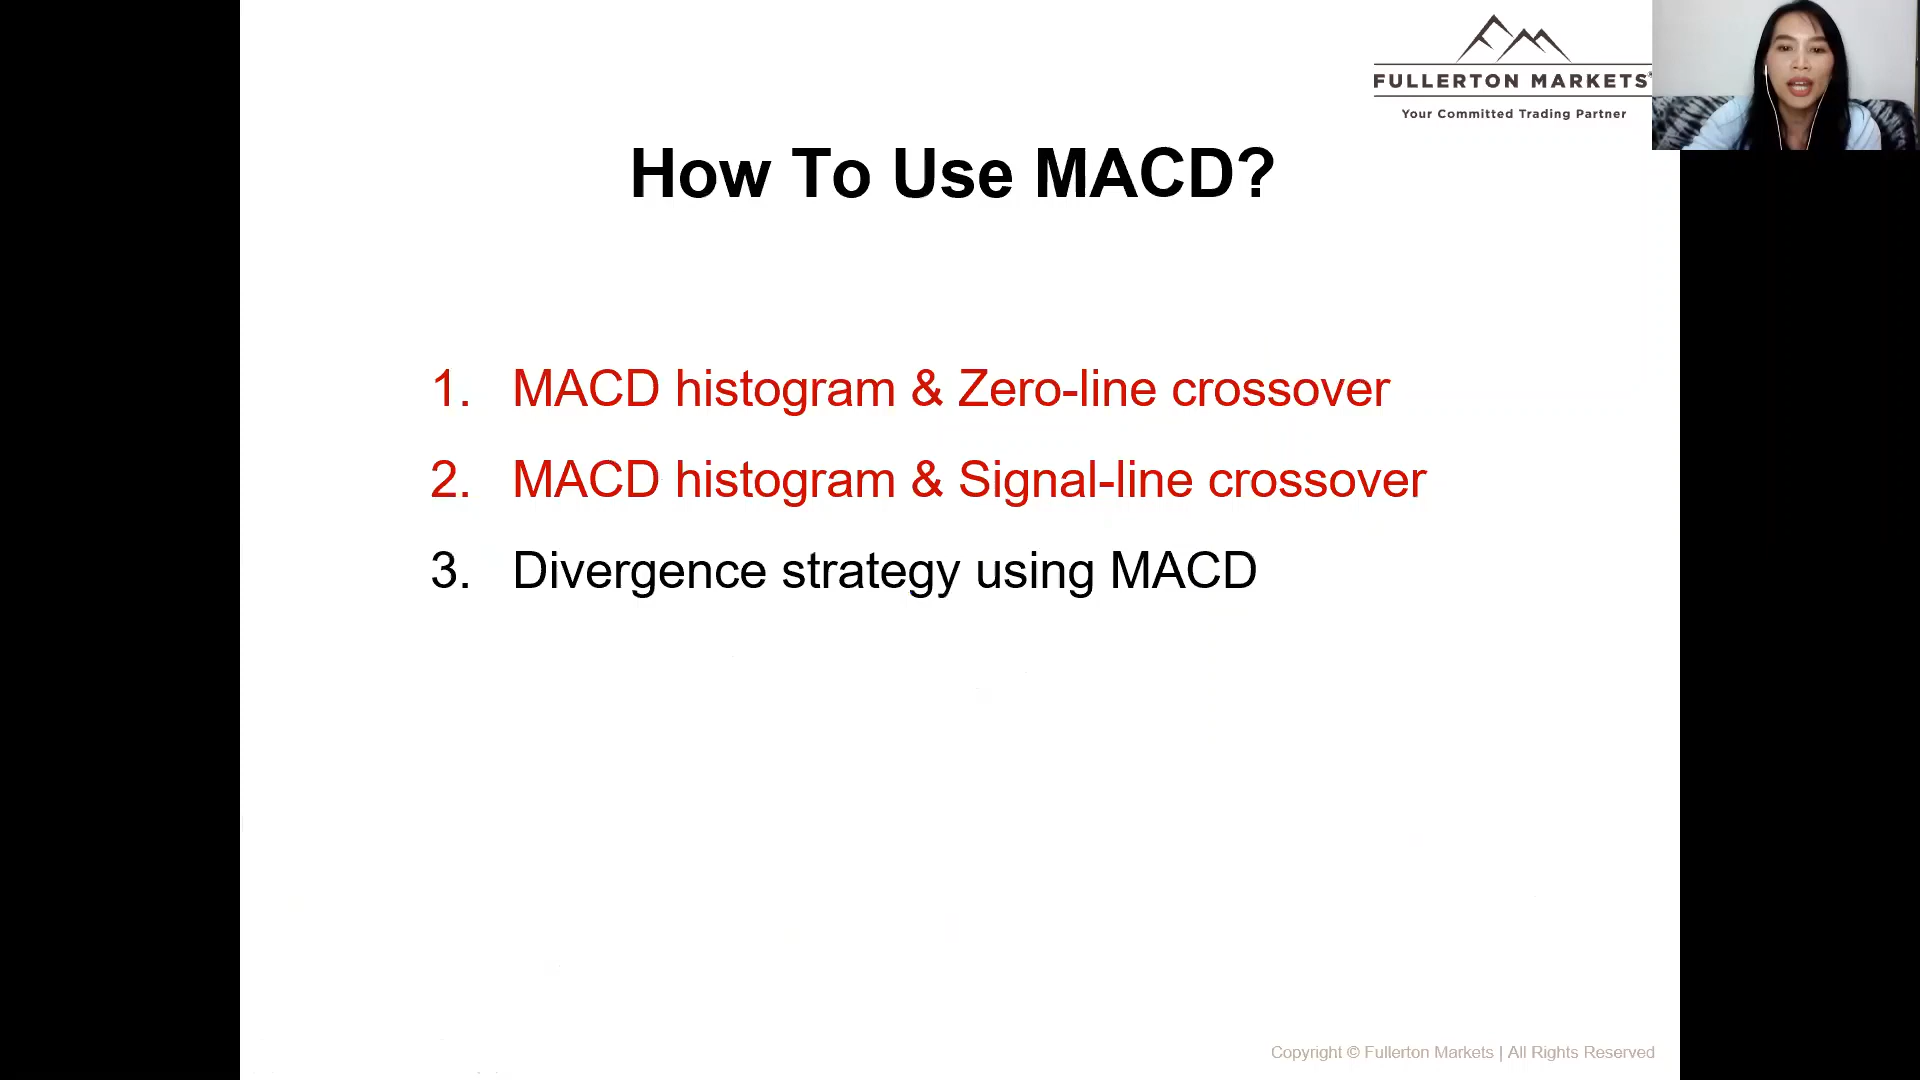 FULLERTON MARKETS®
Your Committed Trading Partner
How To Use MACD?
1. MACD histogram & Zero-line crossover
2. MACD histogram & Signal-line crossover
3. Divergence strategy using MACD
Copyright © Fullerton Markets | All Rights Reserved